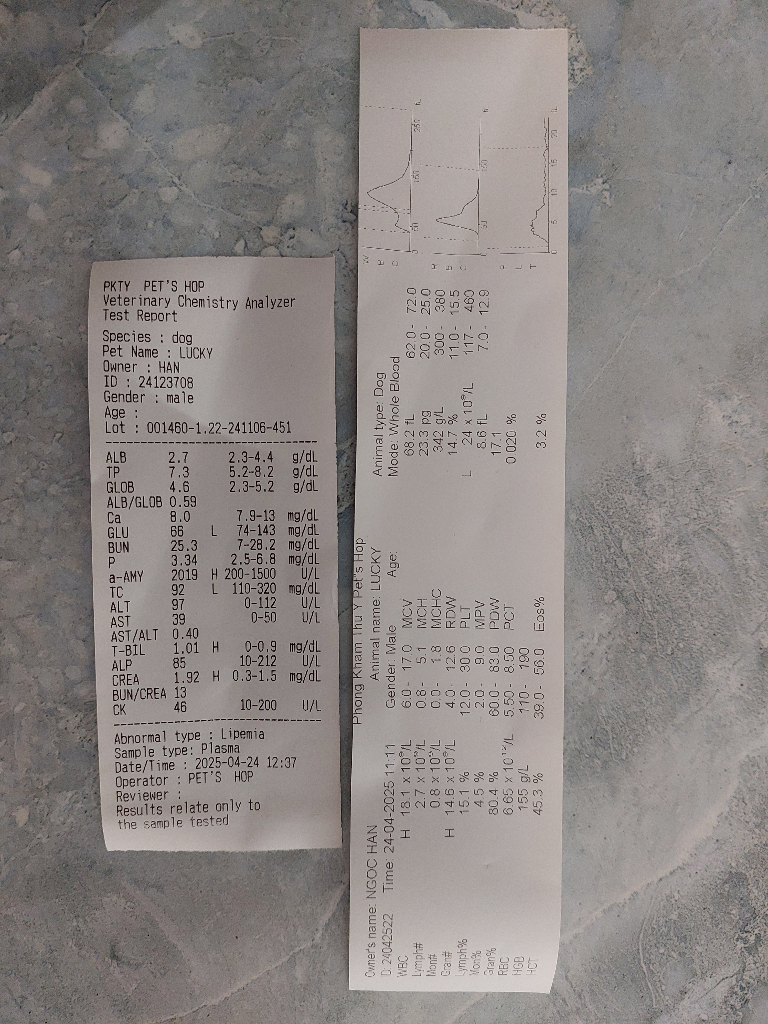 PKTY PET'S HOP
Veterinary Chemistry Analyzer
Test Report
Species : dog
Pet Name : LUCKY
Owner : HAN
ID : 24123708
Gender : male
Age :
Lot : 001460-1.22-241106-451
ALB 2.7 2.3-4.4 g/dL
TP 7.3 5.2-8.2 g/dL
GLOB 4.6 2.3-5.2 g/dL
ALB/GLOB 0.59
Ca 8.0 7.9-13 mg/dL
GLU 66 L 74-143 mg/dL
BUN 25.3 7-28.2 mg/dL
P 3.34 2.5-6.8 mg/dL
a-AMY 2019 H 200-1500 U/L
TC 92 L 110-320 mg/dL
ALT 97 0-112 U/L
AST 39 0-50 U/L
AST/ALT 0.40
T-BIL 1.01 H 0-0.9 mg/dL
ALP 85 10-212 U/L
CREA 1.92 H 0.3-1.5 mg/dL
BUN/CREA 13
CK 46 10-200 U/L
Abnormal type : Lipemia
Sample type: Plasma
Date/Time : 2025-04-24 12:37
Operator : PET'S HOP
Reviewer :
Results relate only to
the sample tested
Phong Kham Thu Y Pet's Hop
Owner's name: NGOC HAN Animal name: LUCKY Animal type: Dog
ID: 24042522 Time: 24-04-2025 11:11 Gender: Male Age: Mode: Whole Blood
WBC H 18.1 x 10^9/L 6.0 - 17.0 MCV 68.2 fL 62.0 - 72.0
Lymph# 2.7 x 10^9/L 0.8 - 5.1 MCH 23.3 pg 20.0 - 25.0
Mon# 0.8 x 10^9/L 0.0 - 1.8 MCHC 342 g/L 300 - 380
Gran# H 14.6 x 10^9/L 4.0 - 12.6 RDW 14.7 % 11.0 - 15.5
Lymph% 15.1 % 12.0 - 30.0 PLT L 24 x 10^9/L 117 - 460
Mon% 4.5 % 2.0 - 9.0 MPV 8.6 fL 7.0 - 12.9
Gran% 80.4 % 60.0 - 83.0 PDW 17.1
RBC 6.65 x 10^12/L 5.50 - 8.50 PCT 0.020 %
HGB 155 g/L 110 - 190
HCT 45.3 % 39.0 - 56.0 Eos% 3.2 %